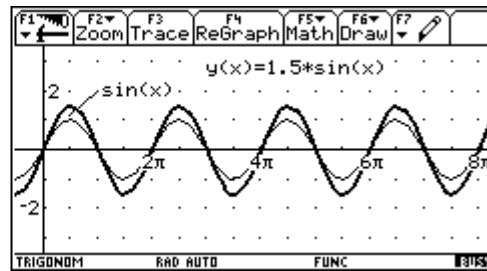 F1 F2 Zoom F3 Trace F4 ReGraph F5 Math F6 Draw F7
y(x)=1.5*sin(x)
2
sin(x)
2π 4π 6π 8π
-2
TRIGONOM RAD AUTO FUNC BUSY